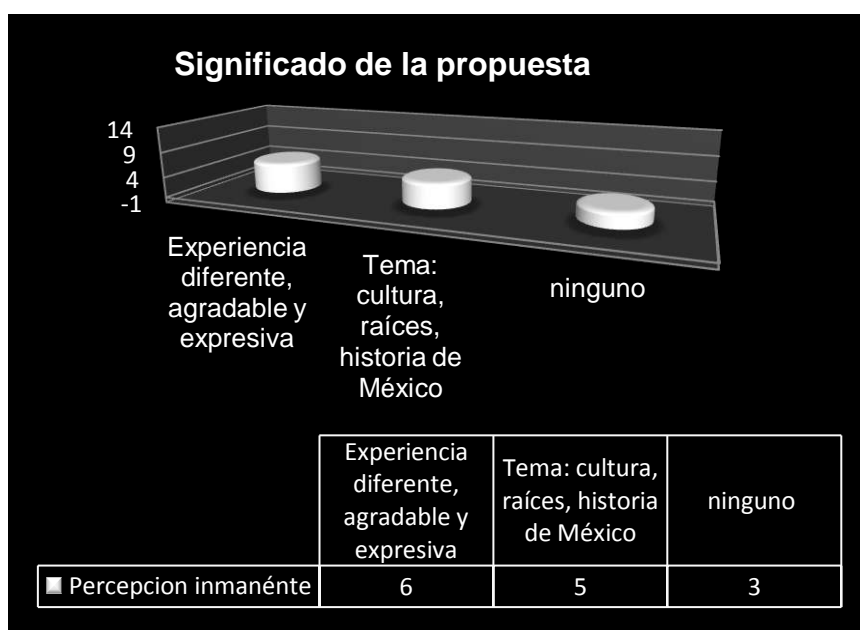 Significado de la propuesta
14
9
4
-1
Experiencia
diferente,
agradable y
expresiva
Tema:
cultura,
raíces,
historia de
México
ninguno
Experiencia
diferente,
agradable y
expresiva
Tema: cultura,
raíces, historia
de México
ninguno
Percepcion inmanénte
6
5
3